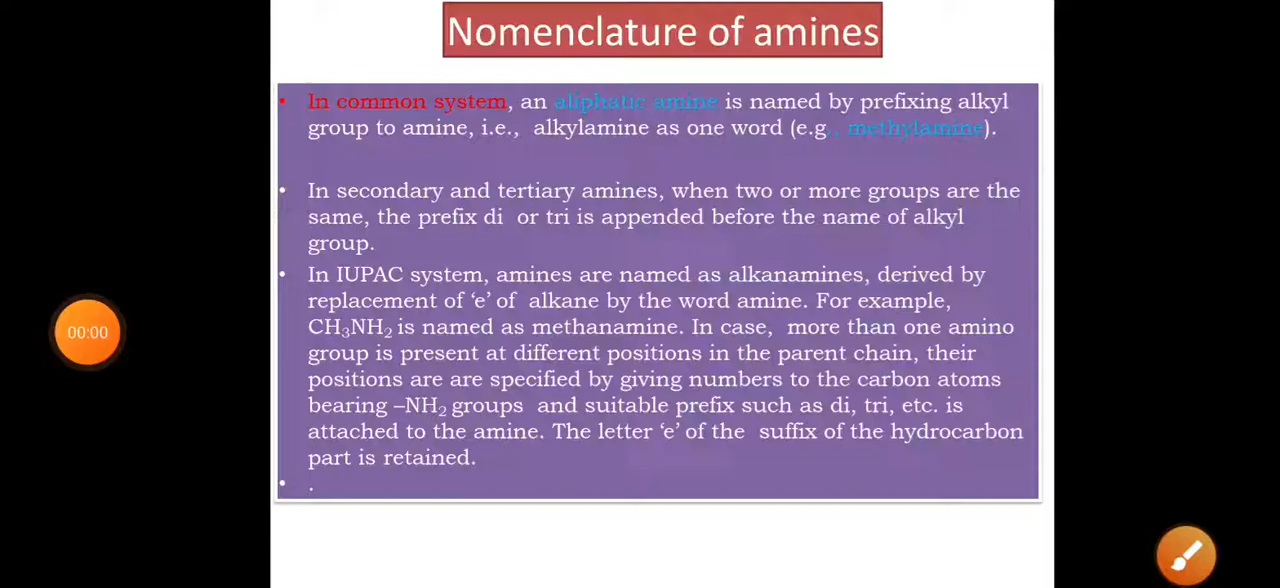 Nomenclature of amines
• In common system, an aliphatic amine is named by prefixing alkyl
group to amine, i.e., alkylamine as one word (e.g., methylamine).
• In secondary and tertiary amines, when two or more groups are the
same, the prefix di or tri is appended before the name of alkyl
group.
• In IUPAC system, amines are named as alkanamines, derived by
replacement of ‘e’ of alkane by the word amine. For example,
CH₃NH₂ is named as methanamine. In case, more than one amino
group is present at different positions in the parent chain, their
positions are are specified by giving numbers to the carbon atoms
bearing –NH₂ groups and suitable prefix such as di, tri, etc. is
attached to the amine. The letter ‘e’ of the suffix of the hydrocarbon
part is retained.
• .
00:00